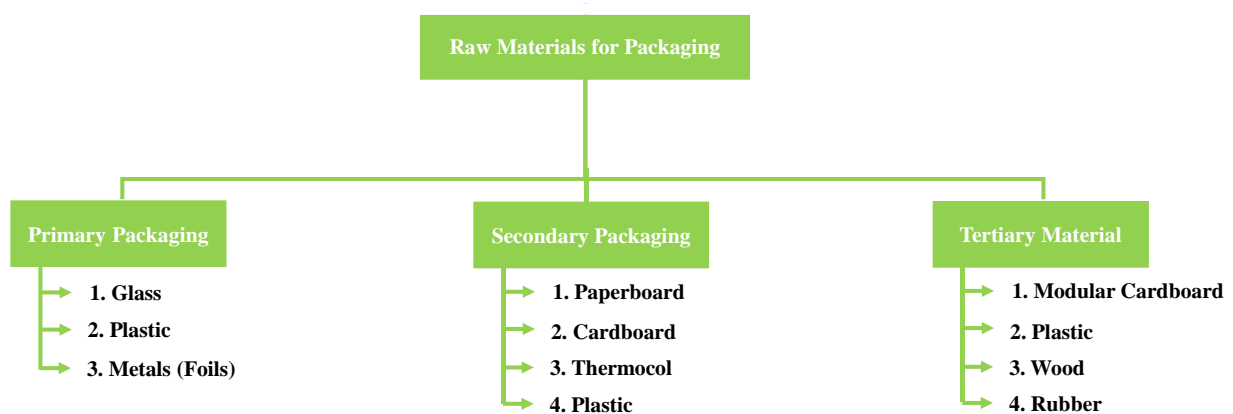 Raw Materials for Packaging
Primary Packaging
1. Glass
2. Plastic
3. Metals (Foils)
Secondary Packaging
1. Paperboard
2. Cardboard
3. Thermocol
4. Plastic
Tertiary Material
1. Modular Cardboard
2. Plastic
3. Wood
4. Rubber